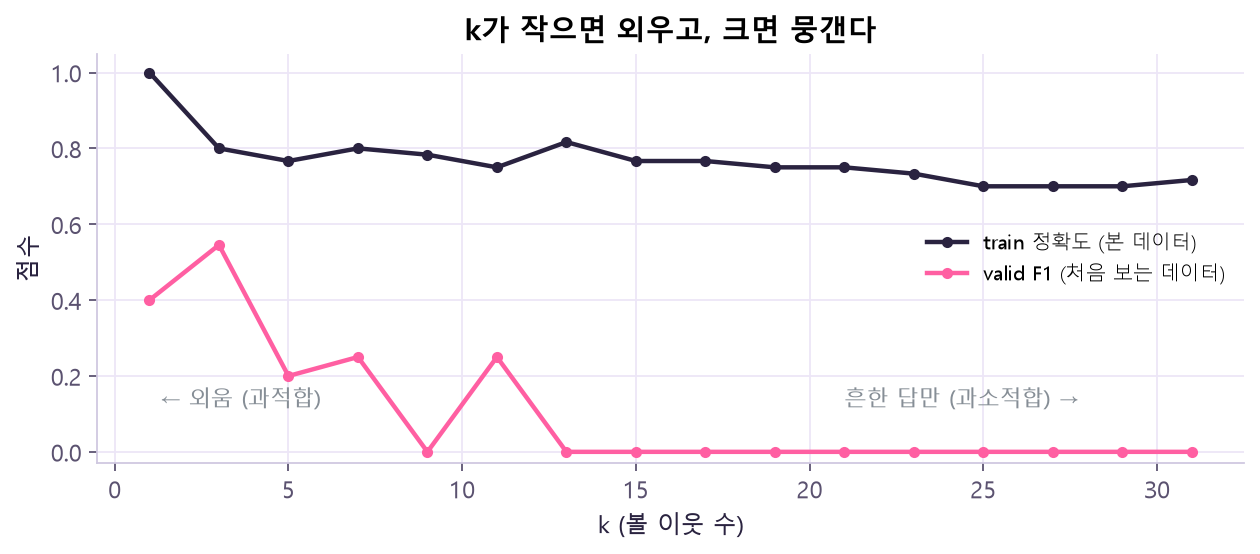 k가 작으면 외우고, 크면 뭉갠다
1.0
0.8
0.6
0.4
0.2
0.0
점수
train 정확도 (본 데이터)
valid F1 (처음 보는 데이터)
← 외움 (과적합)
흔한 답만 (과소적합) →
0 5 10 15 20 25 30
k (볼 이웃 수)